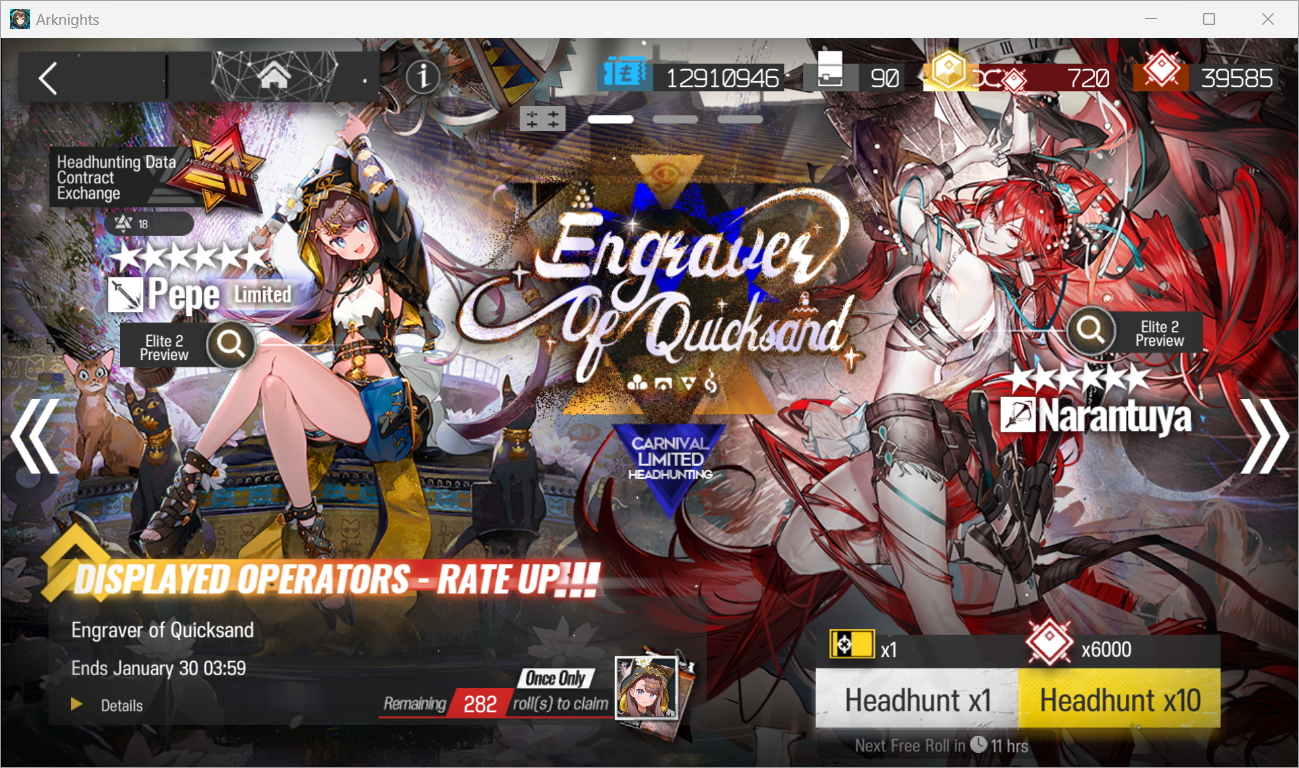 Arknights
12910946
90
720
39585
Headhunting Data
Contract
Exchange
ENGRAVER OF QUICKSAND
18
Pepe Limited
Elite 2
Preview
Engraver
Of Quicksand
CARNIVAL
LIMITED
HEADHUNTING
Elite 2
Preview
Narantuya
DISPLAYED OPERATORS - RATE UP!!!
Engraver of Quicksand
Ends January 30 03:59
Details
Once Only
Remaining 282 roll(s) to claim
x1
x6000
Headhunt x1
Headhunt x10
Next Free Roll in 11 hrs